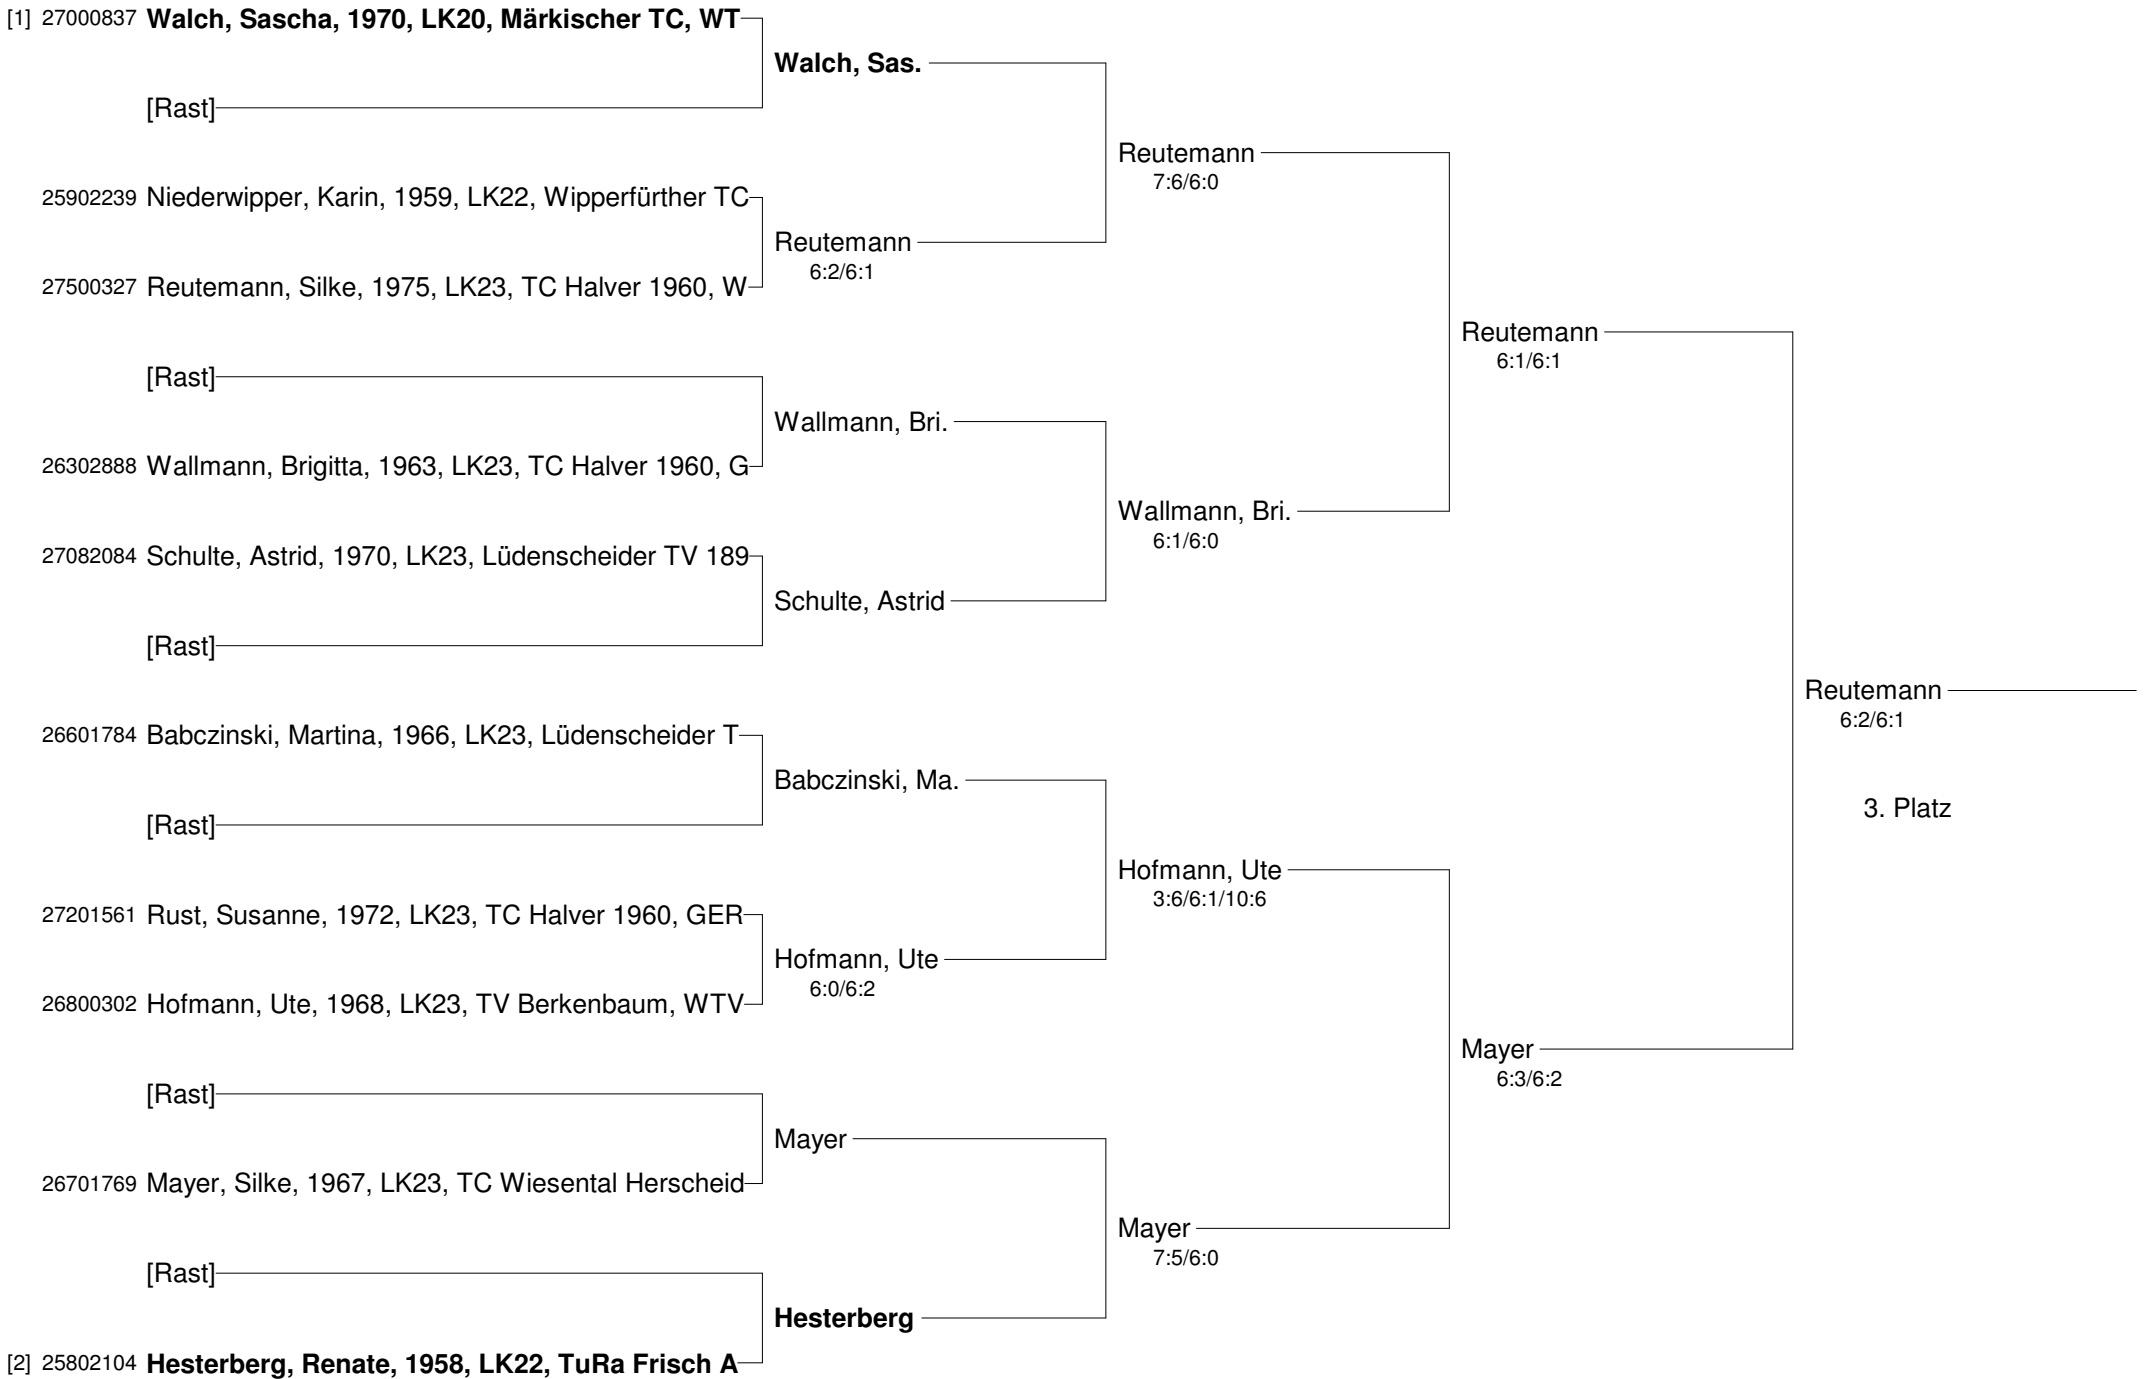 [1] 27000837 Walch, Sascha, 1970, LK20, Märkischer TC, WT
Walch, Sas.
[Rast]
Reutemann
7:6/6:0
25902239 Niederwipper, Karin, 1959, LK22, Wipperfürther TC
Reutemann
6:2/6:1
27500327 Reutemann, Silke, 1975, LK23, TC Halver 1960, W
Reutemann
6:1/6:1
[Rast]
Wallmann, Bri.
26302888 Wallmann, Brigitta, 1963, LK23, TC Halver 1960, G
Wallmann, Bri.
6:1/6:0
27082084 Schulte, Astrid, 1970, LK23, Lüdenscheider TV 189
Schulte, Astrid
[Rast]
Reutemann
6:2/6:1
26601784 Babczinski, Martina, 1966, LK23, Lüdenscheider T
Babczinski, Ma.
3. Platz
[Rast]
Hofmann, Ute
3:6/6:1/10:6
27201561 Rust, Susanne, 1972, LK23, TC Halver 1960, GER
Hofmann, Ute
6:0/6:2
26800302 Hofmann, Ute, 1968, LK23, TV Berkenbaum, WTV
Mayer
6:3/6:2
[Rast]
Mayer
26701769 Mayer, Silke, 1967, LK23, TC Wiesental Herscheid
Mayer
7:5/6:0
[Rast]
Hesterberg
[2] 25802104 Hesterberg, Renate, 1958, LK22, TuRa Frisch A